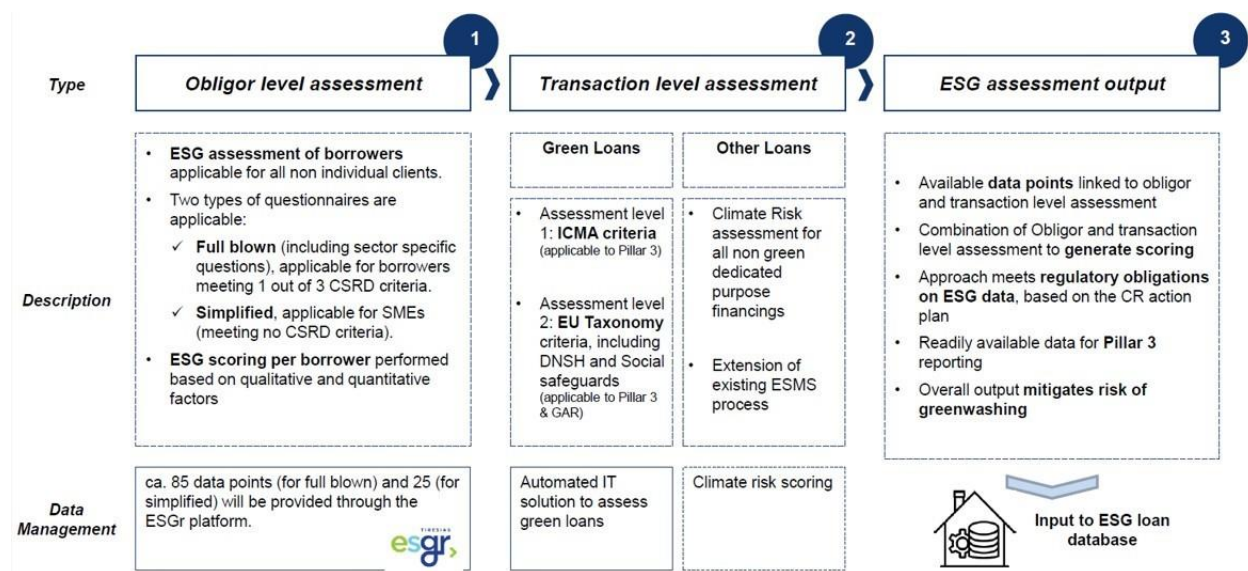 1
2
3
Type
Obligor level assessment
Transaction level assessment
ESG assessment output
Description
• ESG assessment of borrowers
applicable for all non individual clients.
• Two types of questionnaires are
applicable:
✓ Full blown (including sector specific
questions), applicable for borrowers
meeting 1 out of 3 CSRD criteria.
✓ Simplified, applicable for SMEs
(meeting no CSRD criteria).
• ESG scoring per borrower performed
based on qualitative and quantitative
factors
Green Loans
• Assessment level
1: ICMA criteria
(applicable to Pillar 3)
• Assessment level
2: EU Taxonomy
criteria, including
DNSH and Social
safeguards
(applicable to Pillar 3
& GAR)
Other Loans
• Climate Risk
assessment for
all non green
dedicated
purpose
financings
• Extension of
existing ESMS
process
• Available data points linked to obligor
and transaction level assessment
• Combination of Obligor and transaction
level assessment to generate scoring
• Approach meets regulatory obligations
on ESG data, based on the CR action
plan
• Readily available data for Pillar 3
reporting
• Overall output mitigates risk of
greenwashing
Data
Management
ca. 85 data points (for full blown) and 25 (for
simplified) will be provided through the
ESGr platform.
TIRESIAS
esgr
Automated IT
solution to assess
green loans
Climate risk scoring
Input to ESG loan
database